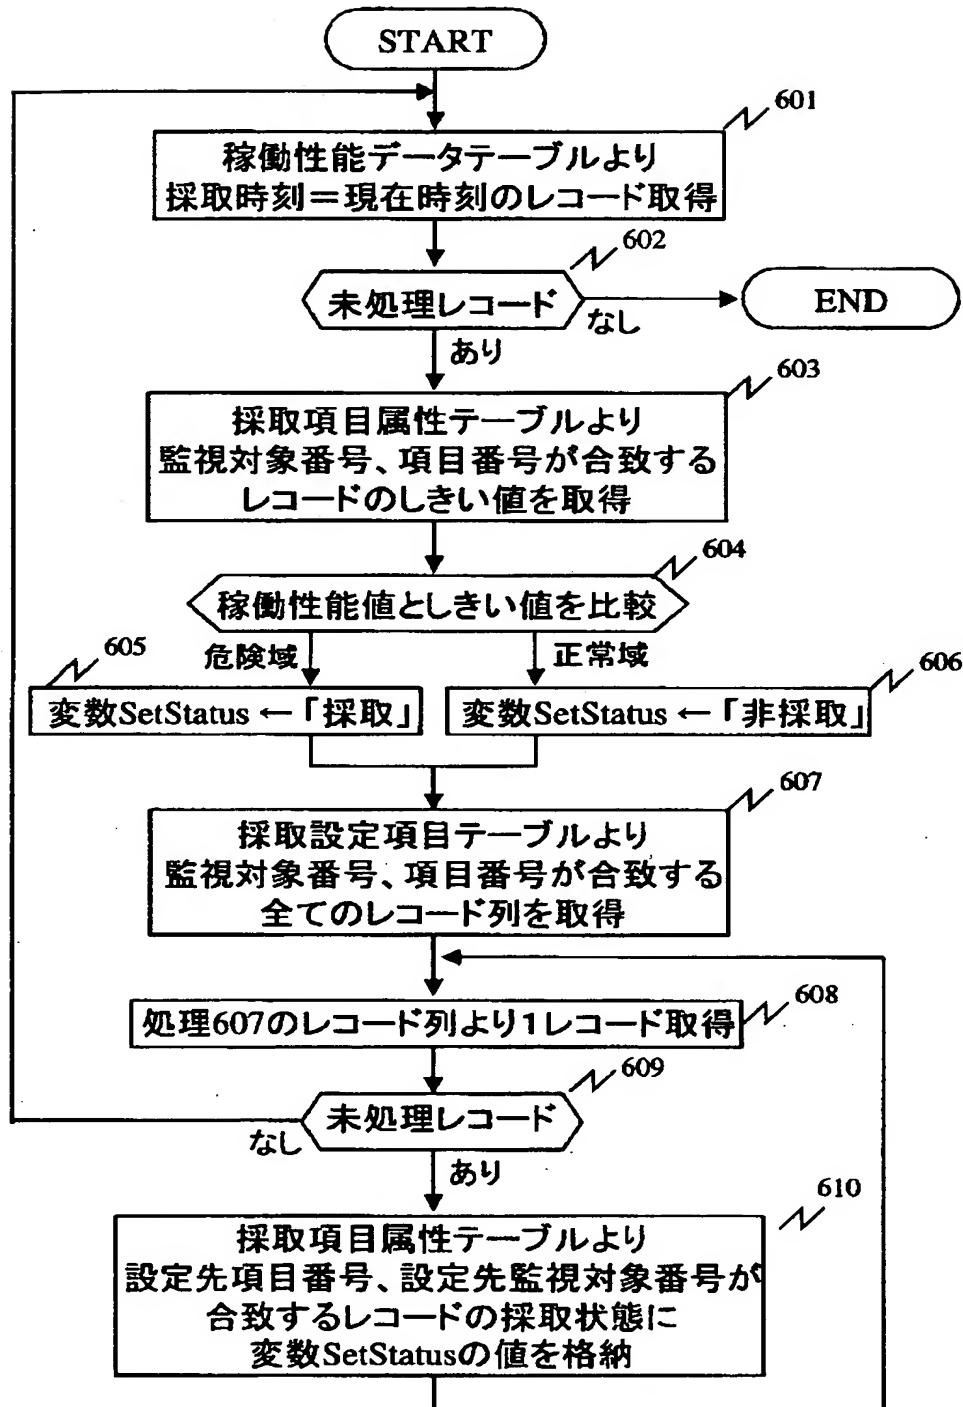 START
601
稼働性能データテーブルより
採取時刻＝現在時刻のレコード取得
602
未処理レコード
なし
END
あり
603
採取項目属性テーブルより
監視対象番号、項目番号が合致する
レコードのしきい値を取得
604
稼働性能値としきい値を比較
605
危険域
正常域
606
変数SetStatus ←「採取」
変数SetStatus ←「非採取」
607
採取設定項目テーブルより
監視対象番号、項目番号が合致する
全てのレコード列を取得
608
処理607のレコード列より1レコード取得
609
未処理レコード
なし
あり
610
採取項目属性テーブルより
設定先項目番号、設定先監視対象番号が
合致するレコードの採取状態に
変数SetStatusの値を格納